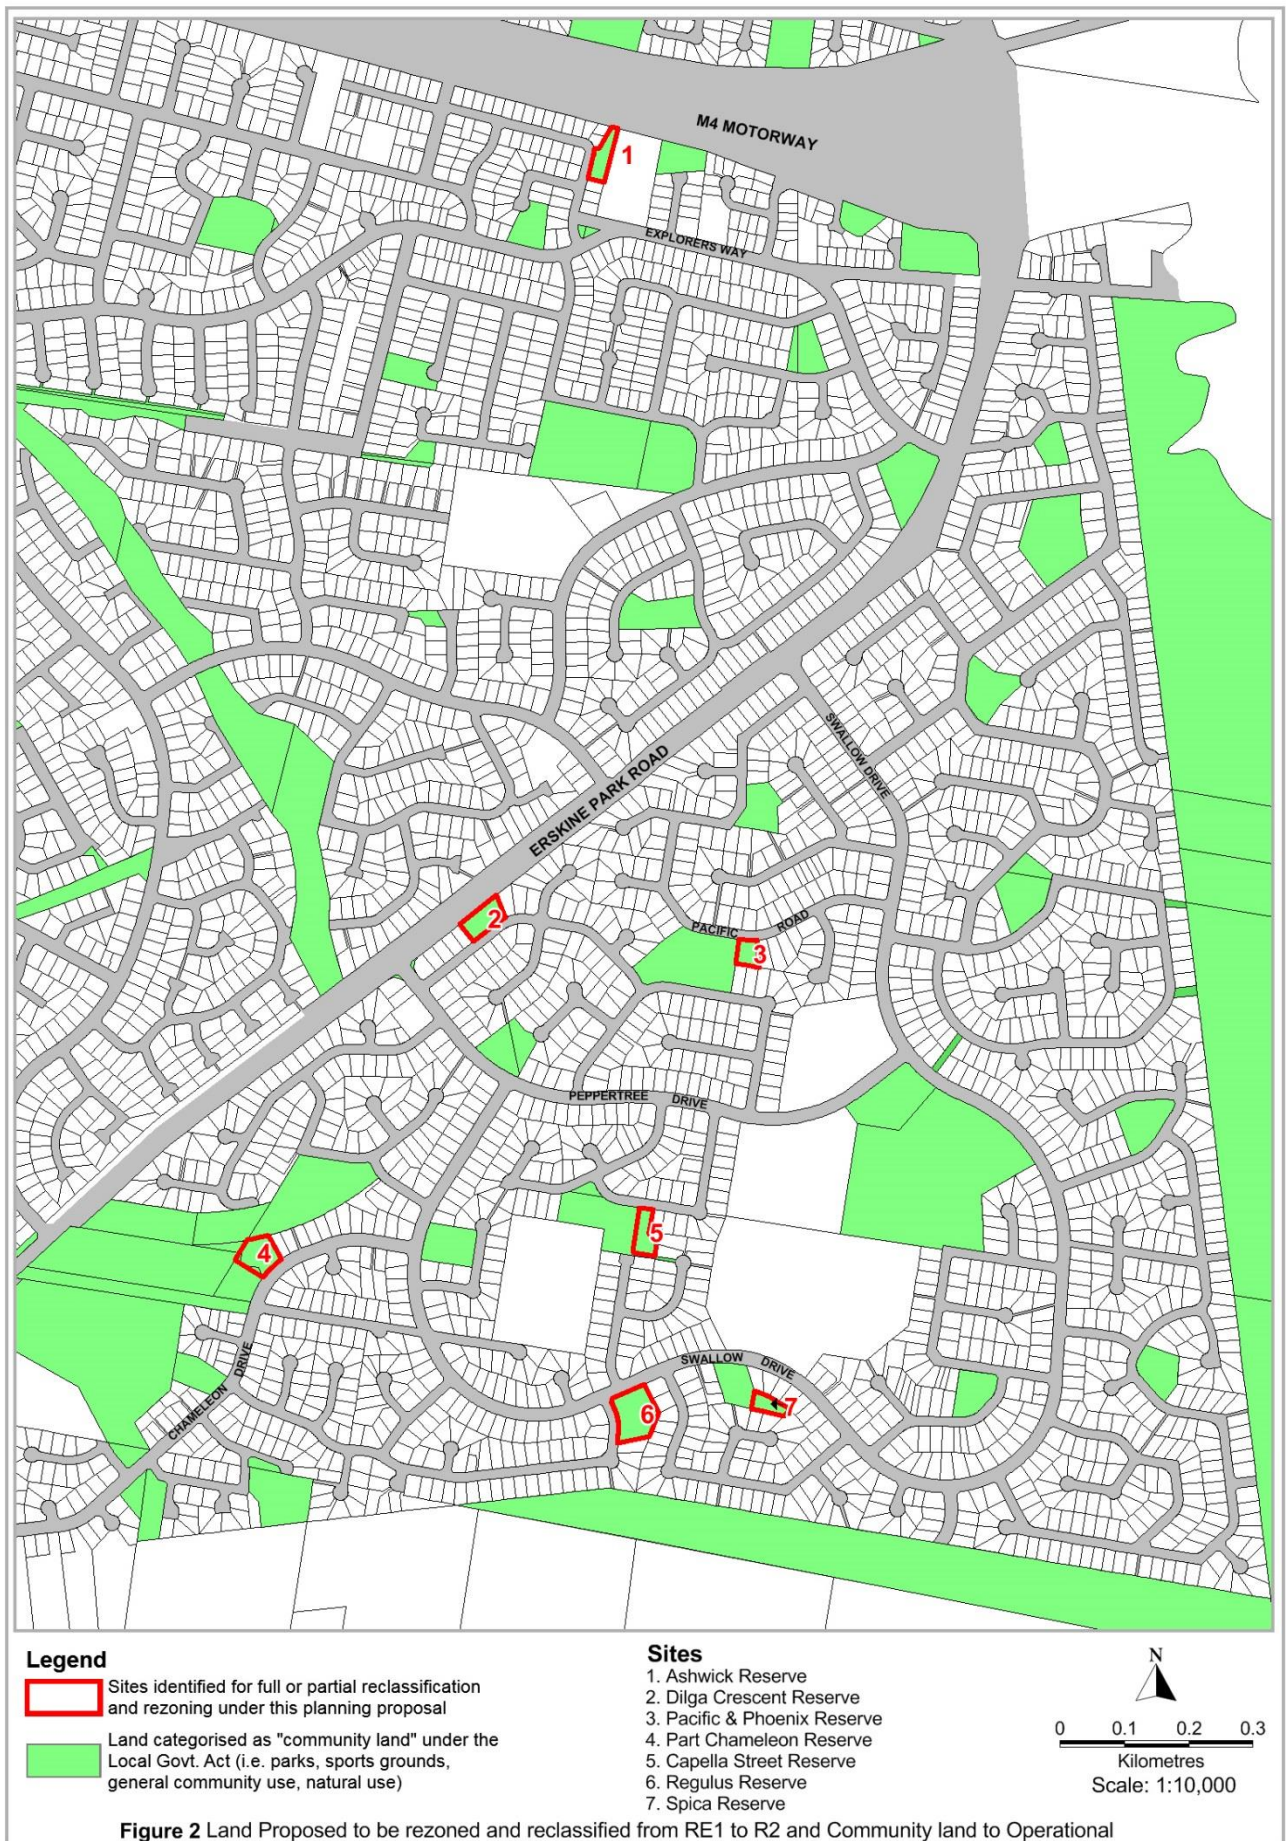 M4 MOTORWAY
1
EXPLORERS WAY
SWALLOW DRIVE
ERSKINE PARK ROAD
2
PACIFIC ROAD
3
PEPPERTREE DRIVE
5
4
CHAMELEON DRIVE
SWALLOW DRIVE
6
7
Legend
Sites identified for full or partial reclassification
and rezoning under this planning proposal
Land categorised as "community land" under the
Local Govt. Act (i.e. parks, sports grounds,
general community use, natural use)
Sites
1. Ashwick Reserve
2. Dilga Crescent Reserve
3. Pacific & Phoenix Reserve
4. Part Chameleon Reserve
5. Capella Street Reserve
6. Regulus Reserve
7. Spica Reserve
N
0 0.1 0.2 0.3
Kilometres
Scale: 1:10,000
Figure 2 Land Proposed to be rezoned and reclassified from RE1 to R2 and Community land to Operational